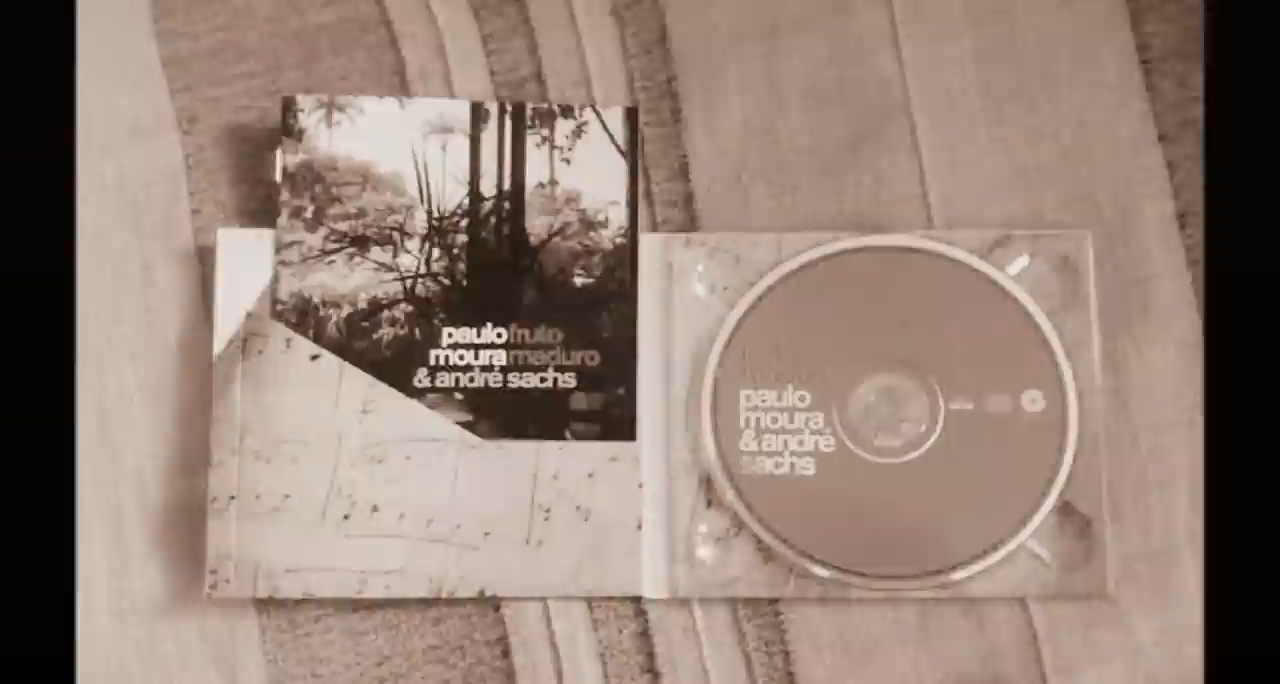 paulo fruto
moura maduro
& andré sachs
paulo
moura
& andré
sachs